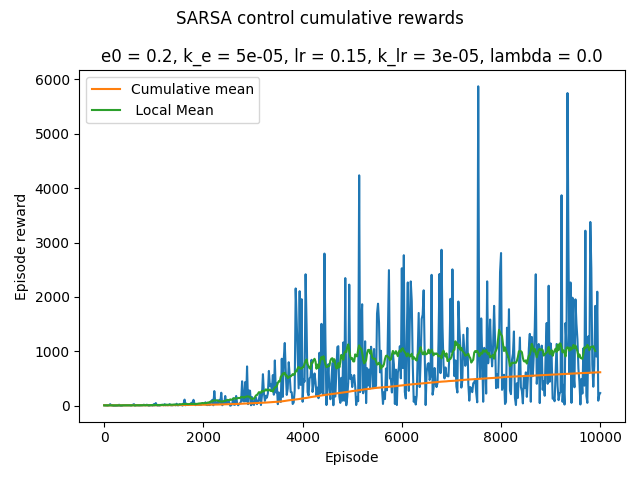 SARSA control cumulative rewards
e0 = 0.2, k_e = 5e-05, lr = 0.15, k_lr = 3e-05, lambda = 0.0
Cumulative mean
Local Mean
Episode reward
6000
5000
4000
3000
2000
1000
0
0 2000 4000 6000 8000 10000
Episode